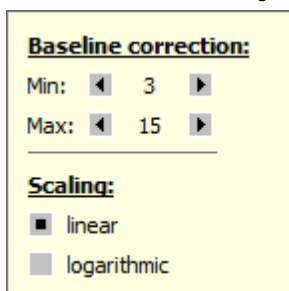 Baseline correction:
Min: 3
Max: 15
Scaling:
linear
logarithmic